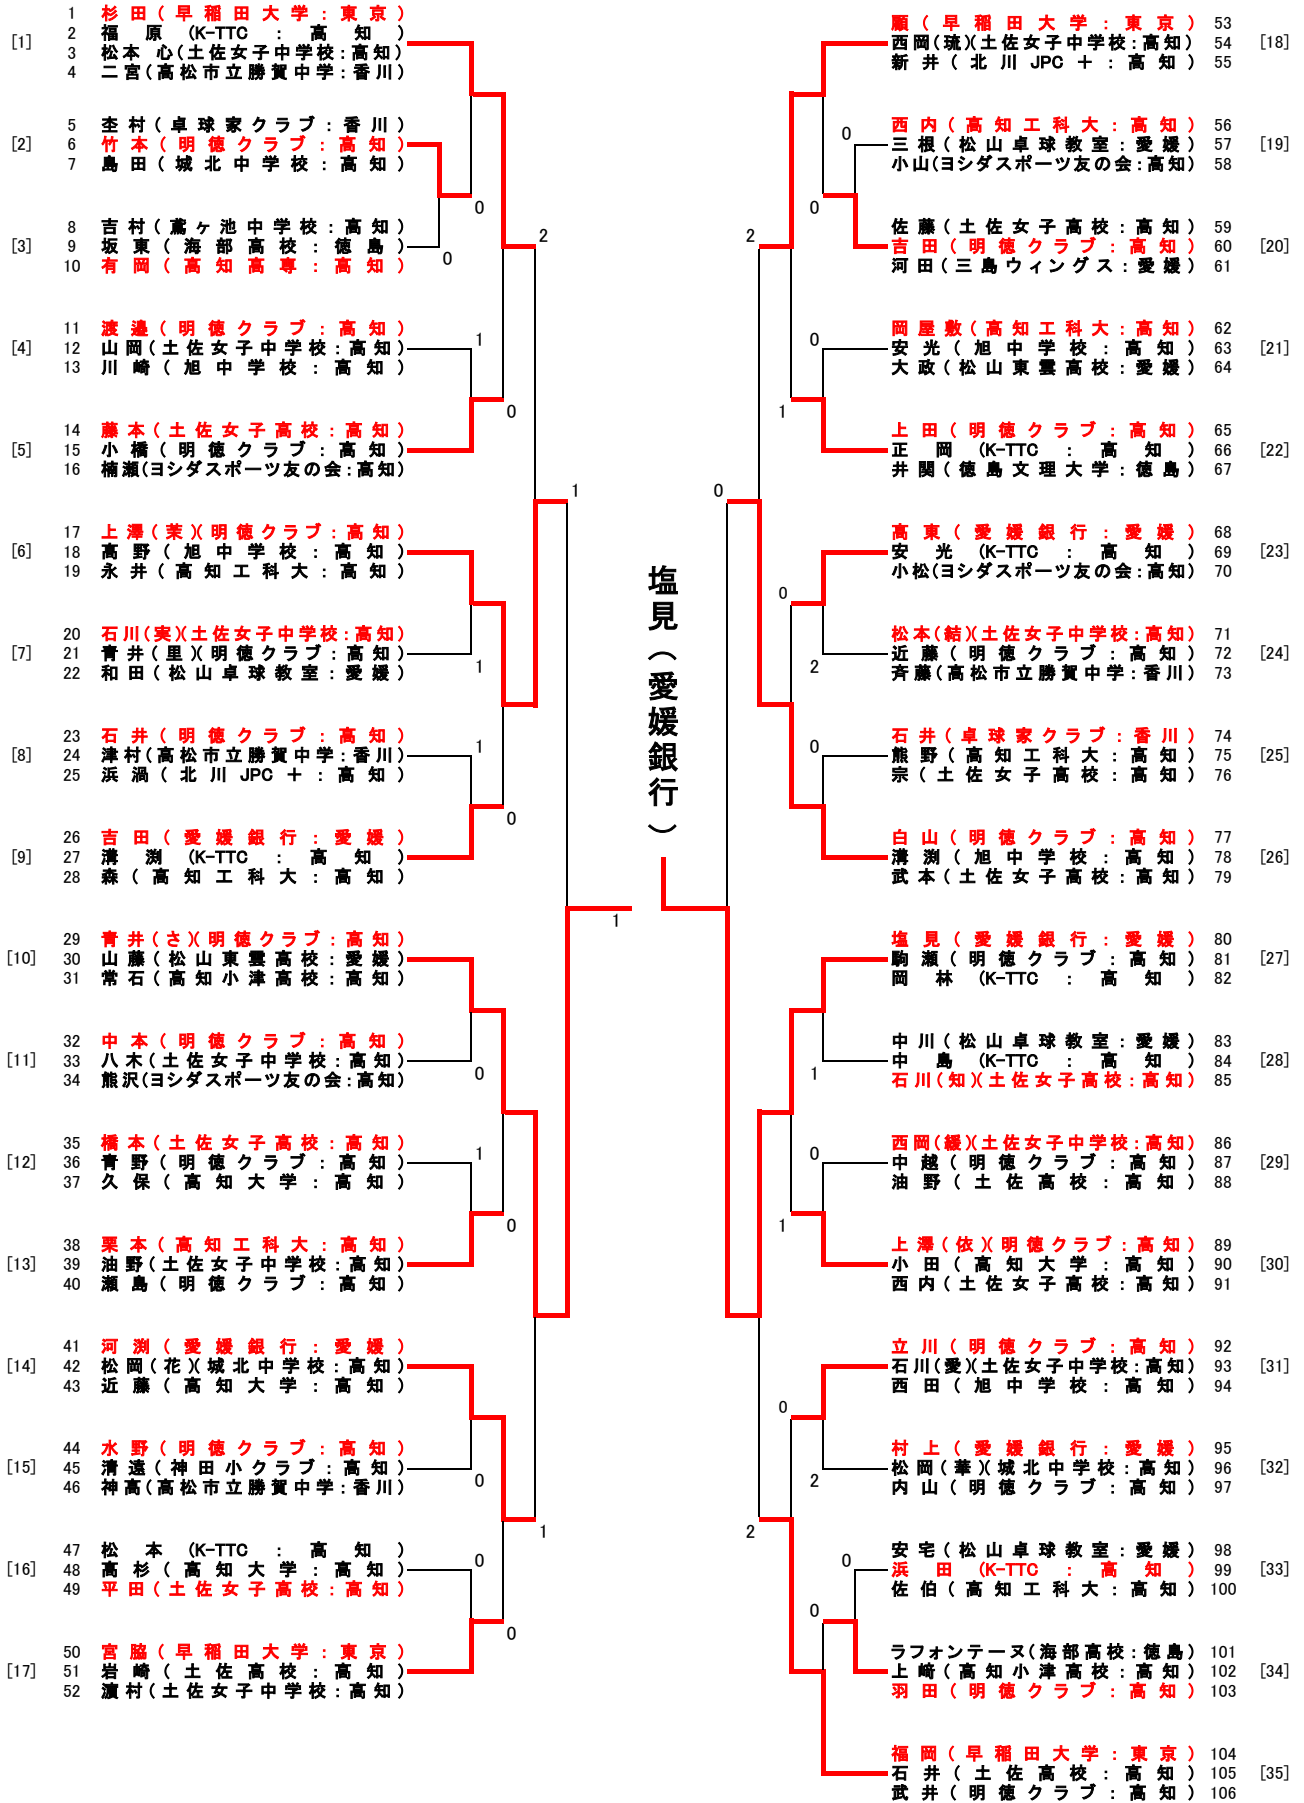 [1]
1 杉田(早稲田大学:東京)
2 福原(K-TTC:高知)
3 松本 心(土佐女子中学校:高知)
4 二宮(高松市立勝賀中学:香川)
[2]
5 杢村(卓球家クラブ:香川)
6 竹本(明徳クラブ:高知)
7 島田(城北中学校:高知)
0
[3]
8 吉村(鳶ヶ池中学校:高知)
9 坂東(海部高校:徳島)
10 有岡(高知高専:高知)
0
2
[4]
11 渡邉(明徳クラブ:高知)
12 山岡(土佐女子中学校:高知)
13 川崎(旭中学校:高知)
1
0
[5]
14 藤本(土佐女子高校:高知)
15 小橋(明徳クラブ:高知)
16 楠瀬(ヨシダスポーツ友の会:高知)
1
[6]
17 上澤(茉)(明徳クラブ:高知)
18 高野(旭中学校:高知)
19 永井(高知工科大:高知)
[7]
20 石川(実)(土佐女子中学校:高知)
21 青井(里)(明徳クラブ:高知)
22 和田(松山卓球教室:愛媛)
1
[8]
23 石井(明徳クラブ:高知)
24 津村(高松市立勝賀中学:香川)
25 浜渦(北川JPC+:高知)
1
0
[9]
26 吉田(愛媛銀行:愛媛)
27 溝渕(K-TTC:高知)
28 森(高知工科大:高知)
1
[10]
29 青井(さ)(明徳クラブ:高知)
30 山藤(松山東雲高校:愛媛)
31 常石(高知小津高校:高知)
[11]
32 中本(明徳クラブ:高知)
33 八木(土佐女子中学校:高知)
34 熊沢(ヨシダスポーツ友の会:高知)
0
[12]
35 橋本(土佐女子高校:高知)
36 青野(明徳クラブ:高知)
37 久保(高知大学:高知)
1
0
[13]
38 栗本(高知工科大:高知)
39 油野(土佐女子中学校:高知)
40 瀬島(明徳クラブ:高知)
[14]
41 河渕(愛媛銀行:愛媛)
42 松岡(花)(城北中学校:高知)
43 近藤(高知大学:高知)
[15]
44 水野(明徳クラブ:高知)
45 清遠(神田小クラブ:高知)
46 神高(高松市立勝賀中学:香川)
0
1
[16]
47 松本(K-TTC:高知)
48 高杉(高知大学:高知)
49 平田(土佐女子高校:高知)
0
0
[17]
50 宮脇(早稲田大学:東京)
51 岩崎(土佐高校:高知)
52 濵村(土佐女子中学校:高知)
塩見(愛媛銀行)
願(早稲田大学:東京) 53
西岡(琉)(土佐女子中学校:高知) 54
新井(北川JPC+:高知) 55
[18]
0
西内(高知工科大:高知) 56
三根(松山卓球教室:愛媛) 57
小山(ヨシダスポーツ友の会:高知) 58
[19]
0
2
佐藤(土佐女子高校:高知) 59
吉田(明徳クラブ:高知) 60
河田(三島ウィングス:愛媛) 61
[20]
0
岡屋敷(高知工科大:高知) 62
安光(旭中学校:高知) 63
大政(松山東雲高校:愛媛) 64
[21]
1
上田(明徳クラブ:高知) 65
正岡(K-TTC:高知) 66
井関(徳島文理大学:徳島) 67
[22]
0
高東(愛媛銀行:愛媛) 68
安光(K-TTC:高知) 69
小松(ヨシダスポーツ友の会:高知) 70
[23]
0
松本(結)(土佐女子中学校:高知) 71
近藤(明徳クラブ:高知) 72
斉藤(高松市立勝賀中学:香川) 73
[24]
2
石井(卓球家クラブ:香川) 74
熊野(高知工科大:高知) 75
宗(土佐女子高校:高知) 76
[25]
0
白山(明徳クラブ:高知) 77
溝渕(旭中学校:高知) 78
武本(土佐女子高校:高知) 79
[26]
塩見(愛媛銀行:愛媛) 80
駒瀬(明徳クラブ:高知) 81
岡林(K-TTC:高知) 82
[27]
中川(松山卓球教室:愛媛) 83
中島(K-TTC:高知) 84
石川(知)(土佐女子高校:高知) 85
[28]
1
西岡(緩)(土佐女子中学校:高知) 86
中越(明徳クラブ:高知) 87
油野(土佐高校:高知) 88
[29]
0
1
上澤(依)(明徳クラブ:高知) 89
小田(高知大学:高知) 90
西内(土佐女子高校:高知) 91
[30]
立川(明徳クラブ:高知) 92
石川(愛)(土佐女子中学校:高知) 93
西田(旭中学校:高知) 94
[31]
0
村上(愛媛銀行:愛媛) 95
松岡(華)(城北中学校:高知) 96
内山(明徳クラブ:高知) 97
[32]
2
2
安宅(松山卓球教室:愛媛) 98
浜田(K-TTC:高知) 99
佐伯(高知工科大:高知) 100
[33]
0
0
ラフォンテーヌ(海部高校:徳島) 101
上崎(高知小津高校:高知) 102
羽田(明徳クラブ:高知) 103
[34]
福岡(早稲田大学:東京) 104
石井(土佐高校:高知) 105
武井(明徳クラブ:高知) 106
[35]